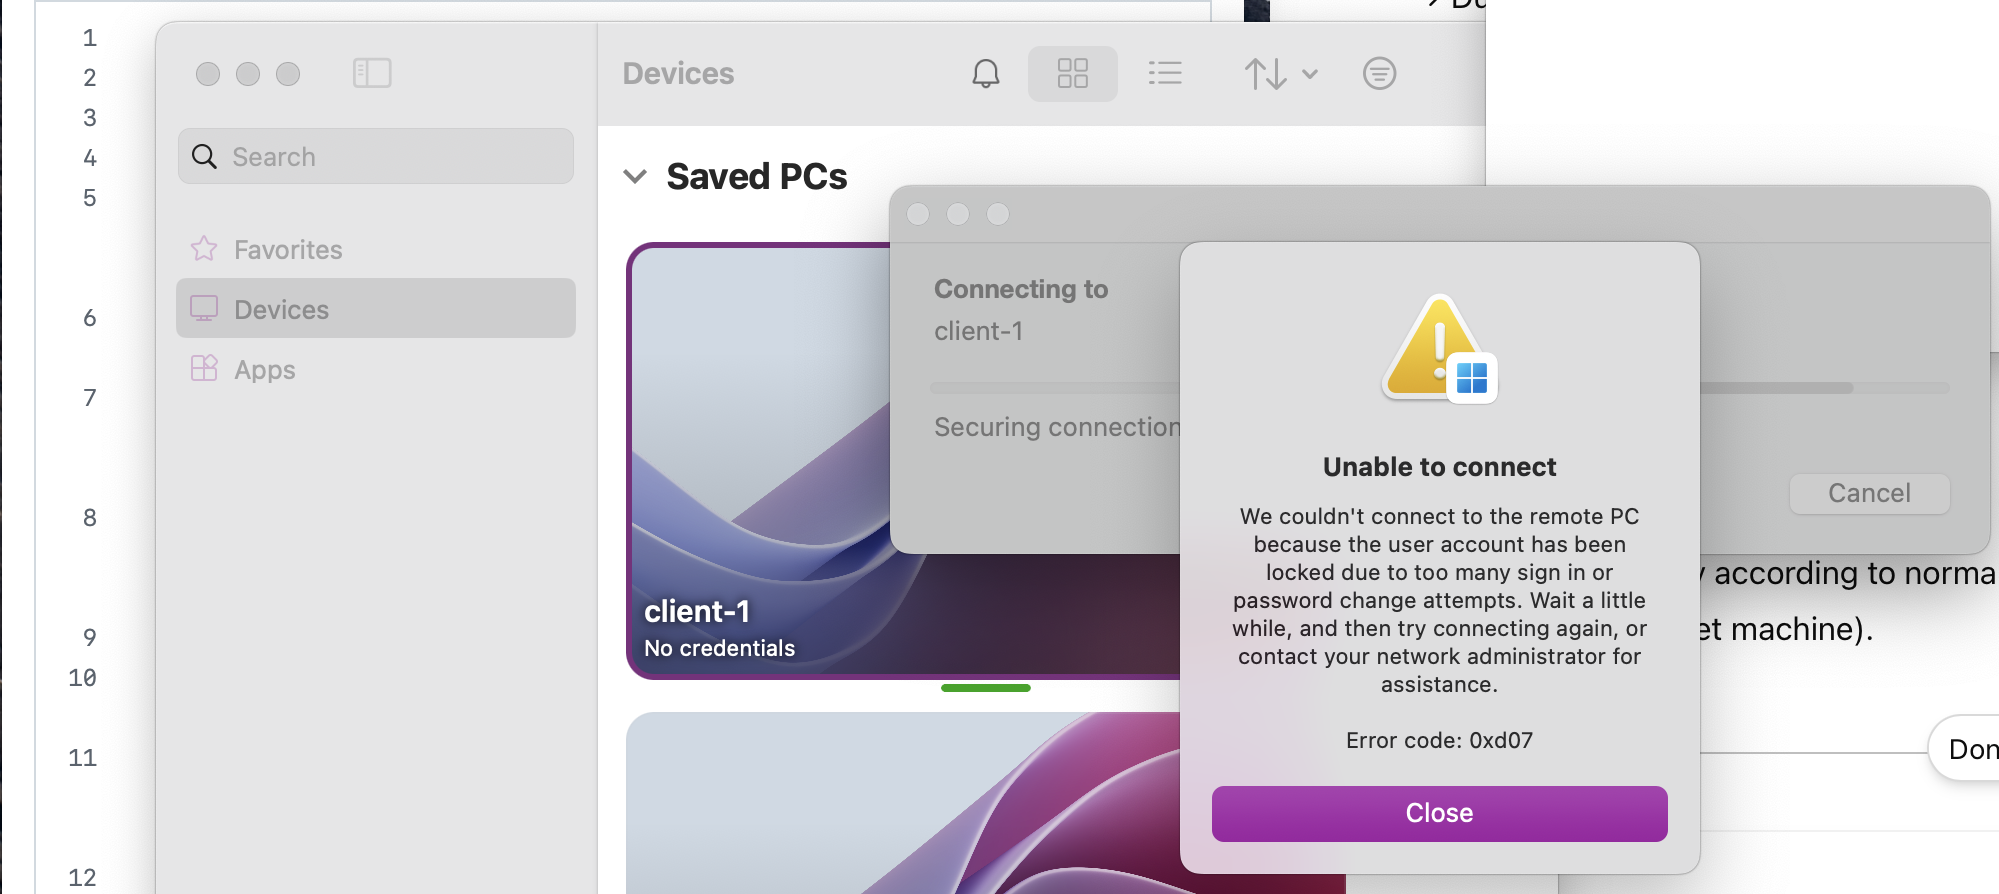 1
2
3
4
5
6
7
8
9
10
11
12
Devices
Search
Favorites
Devices
Apps
Saved PCs
client-1
No credentials
Connecting to
client-1
Securing connection
Cancel
Unable to connect
We couldn't connect to the remote PC
because the user account has been
locked due to too many sign in or
password change attempts. Wait a little
while, and then try connecting again, or
contact your network administrator for
assistance.
Error code: 0xd07
Close
according to norma
et machine).
Don